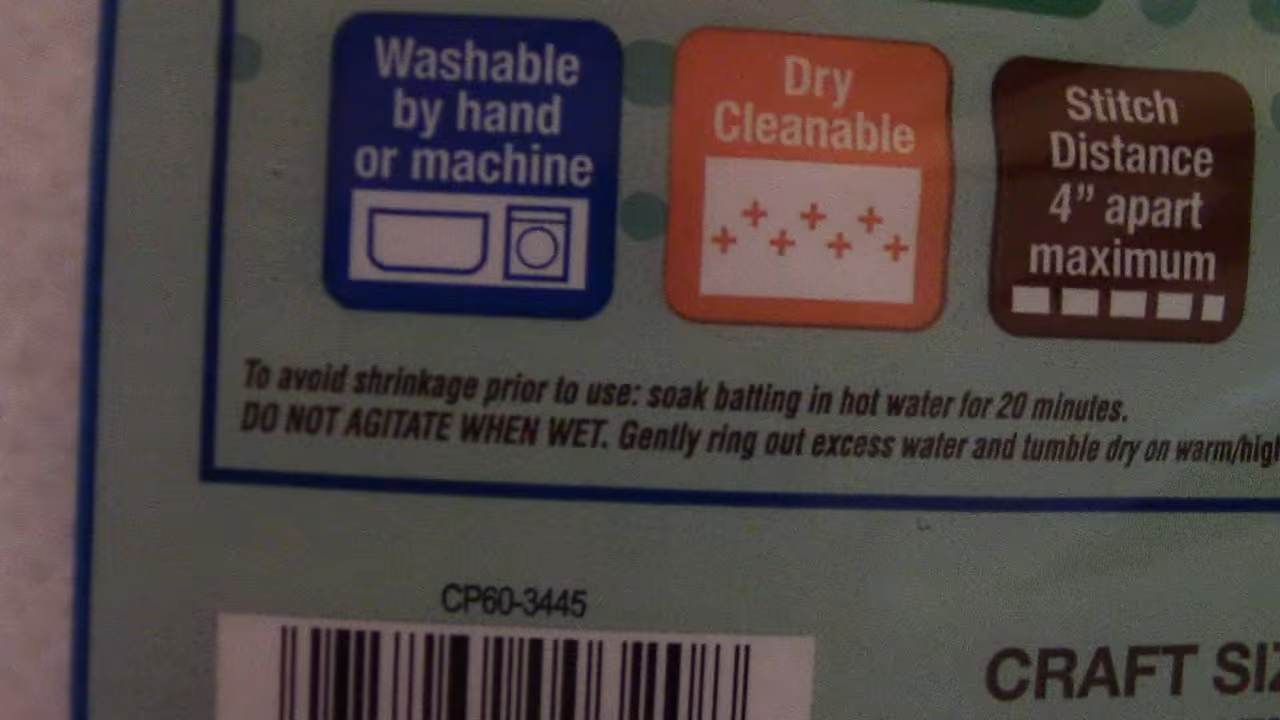 Washable
by hand
or machine
Dry
Cleanable
Stitch
Distance
4” apart
maximum
To avoid shrinkage prior to use: soak batting in hot water for 20 minutes.
DO NOT AGITATE WHEN WET. Gently ring out excess water and tumble dry on warm/high
CP60-3445
CRAFT